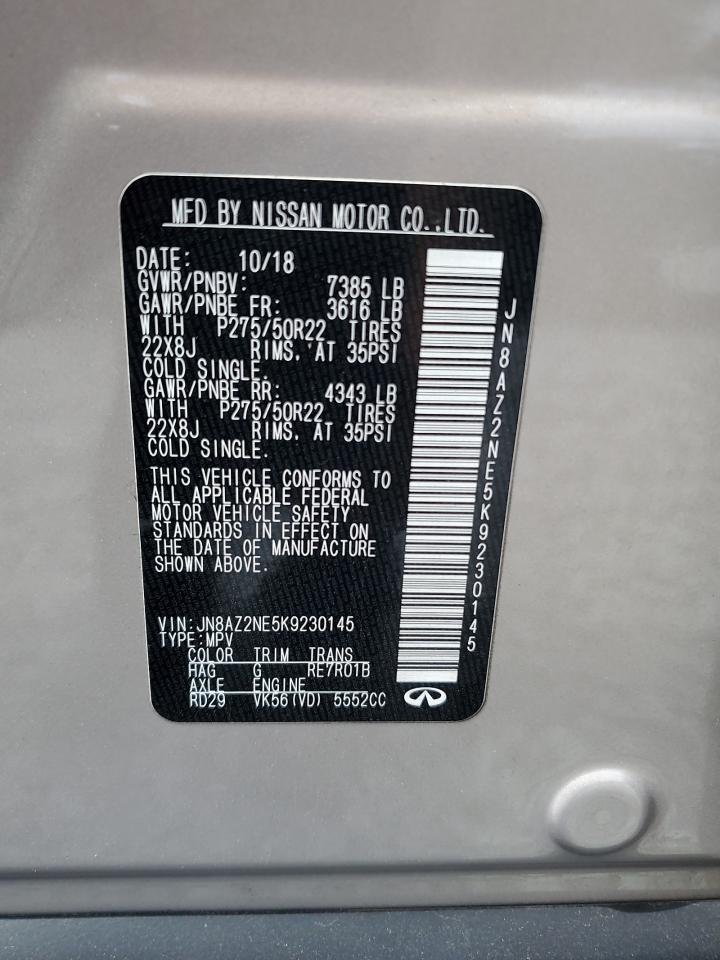 MFD BY NISSAN MOTOR CO.,LTD.
DATE: 10/18
GVWR/PNBV: 7385 LB
GAWR/PNBE FR: 3616 LB
WITH P275/50R22 TIRES
22X8J RIMS, AT 35PSI
COLD SINGLE.
GAWR/PNBE RR: 4343 LB
WITH P275/50R22 TIRES
22X8J RIMS, AT 35PSI
COLD SINGLE.
THIS VEHICLE CONFORMS TO
ALL APPLICABLE FEDERAL
MOTOR VEHICLE SAFETY
STANDARDS IN EFFECT ON
THE DATE OF MANUFACTURE
SHOWN ABOVE.
VIN: JN8AZ2NE5K9230145
TYPE: MPV
COLOR TRIM TRANS
HAG G RE7R01B
AXLE ENGINE
RD29 VK56(VD) 5552CC
JN8AZ2NE5K9230145